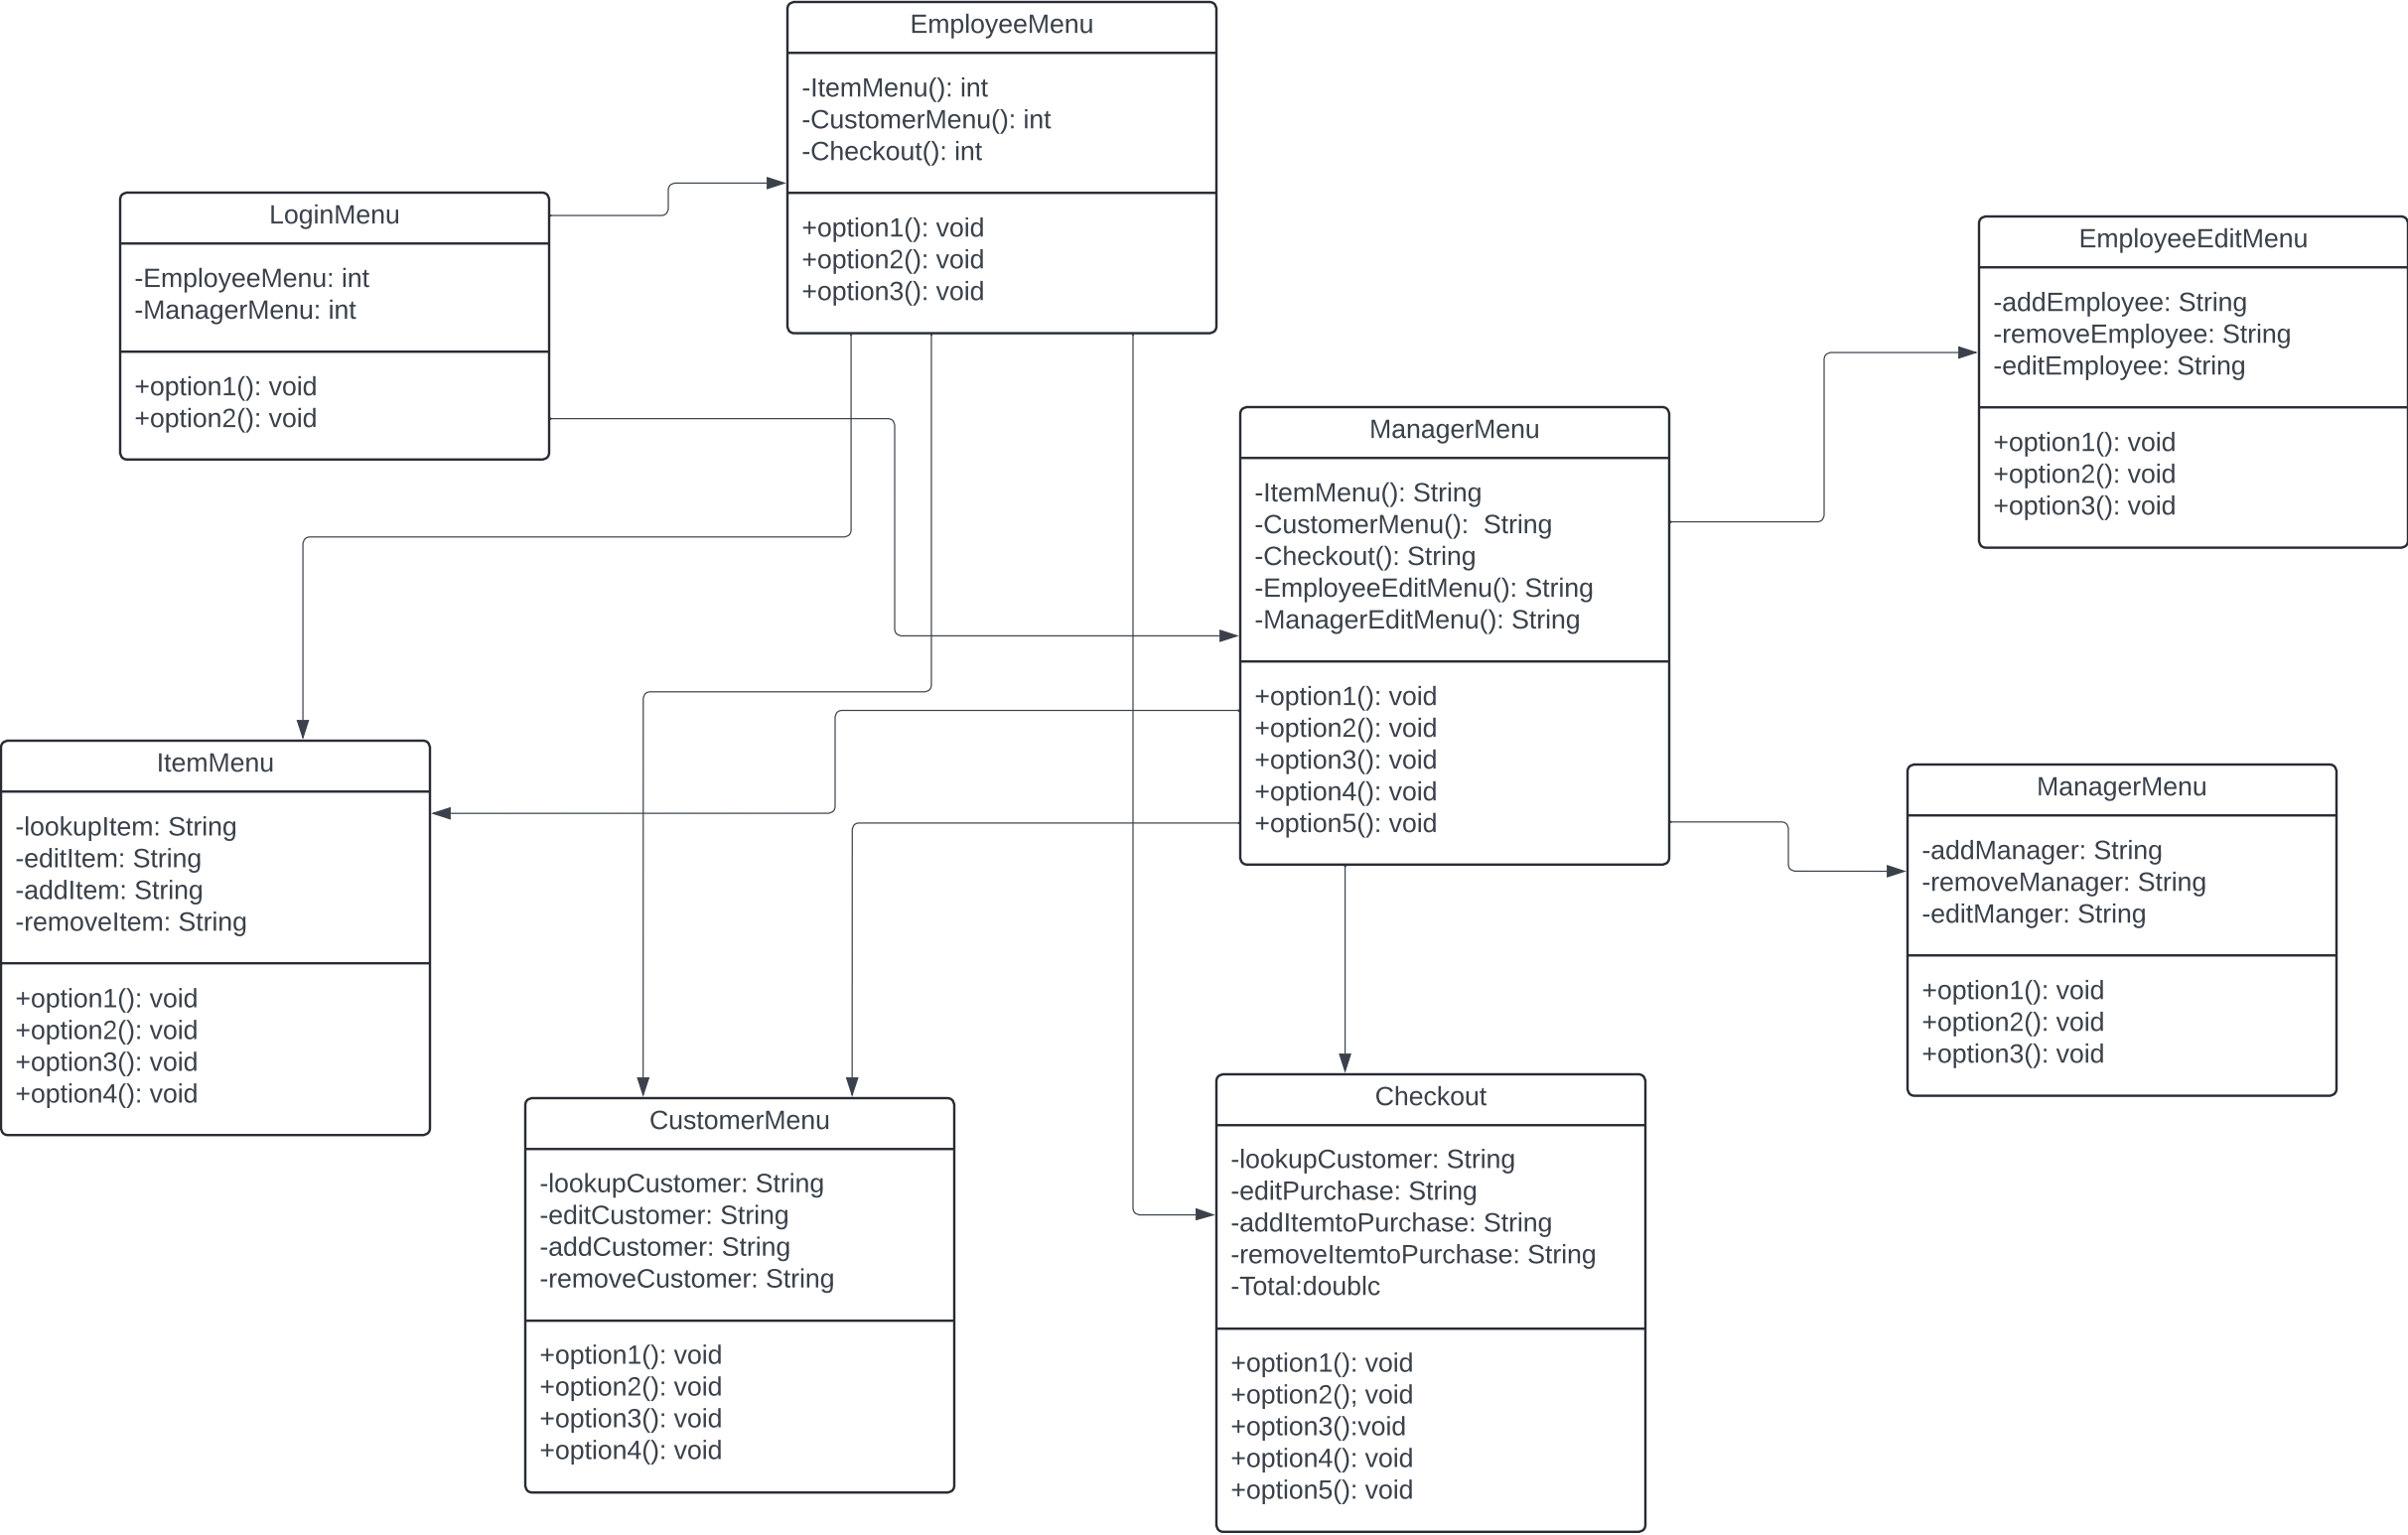 EmployeeMenu
-ItemMenu(): int
-CustomerMenu(): int
-Checkout(): int
+option1(): void
+option2(): void
+option3(): void
LoginMenu
-EmployeeMenu: int
-ManagerMenu: int
+option1(): void
+option2(): void
EmployeeEditMenu
-addEmployee: String
-removeEmployee: String
-editEmployee: String
+option1(): void
+option2(): void
+option3(): void
ManagerMenu
-ItemMenu(): String
-CustomerMenu():  String
-Checkout(): String
-EmployeeEditMenu(): String
-ManagerEditMenu(): String
+option1(): void
+option2(): void
+option3(): void
+option4(): void
+option5(): void
ItemMenu
-lookupItem: String
-editItem: String
-addItem: String
-removeItem: String
+option1(): void
+option2(): void
+option3(): void
+option4(): void
ManagerMenu
-addManager: String
-removeManager: String
-editManger: String
+option1(): void
+option2(): void
+option3(): void
CustomerMenu
-lookupCustomer: String
-editCustomer: String
-addCustomer: String
-removeCustomer: String
+option1(): void
+option2(): void
+option3(): void
+option4(): void
Checkout
-lookupCustomer: String
-editPurchase: String
-addItemtoPurchase: String
-removeItemtoPurchase: String
-Total:doublc
+option1(): void
+option2(); void
+option3():void
+option4(): void
+option5(): void